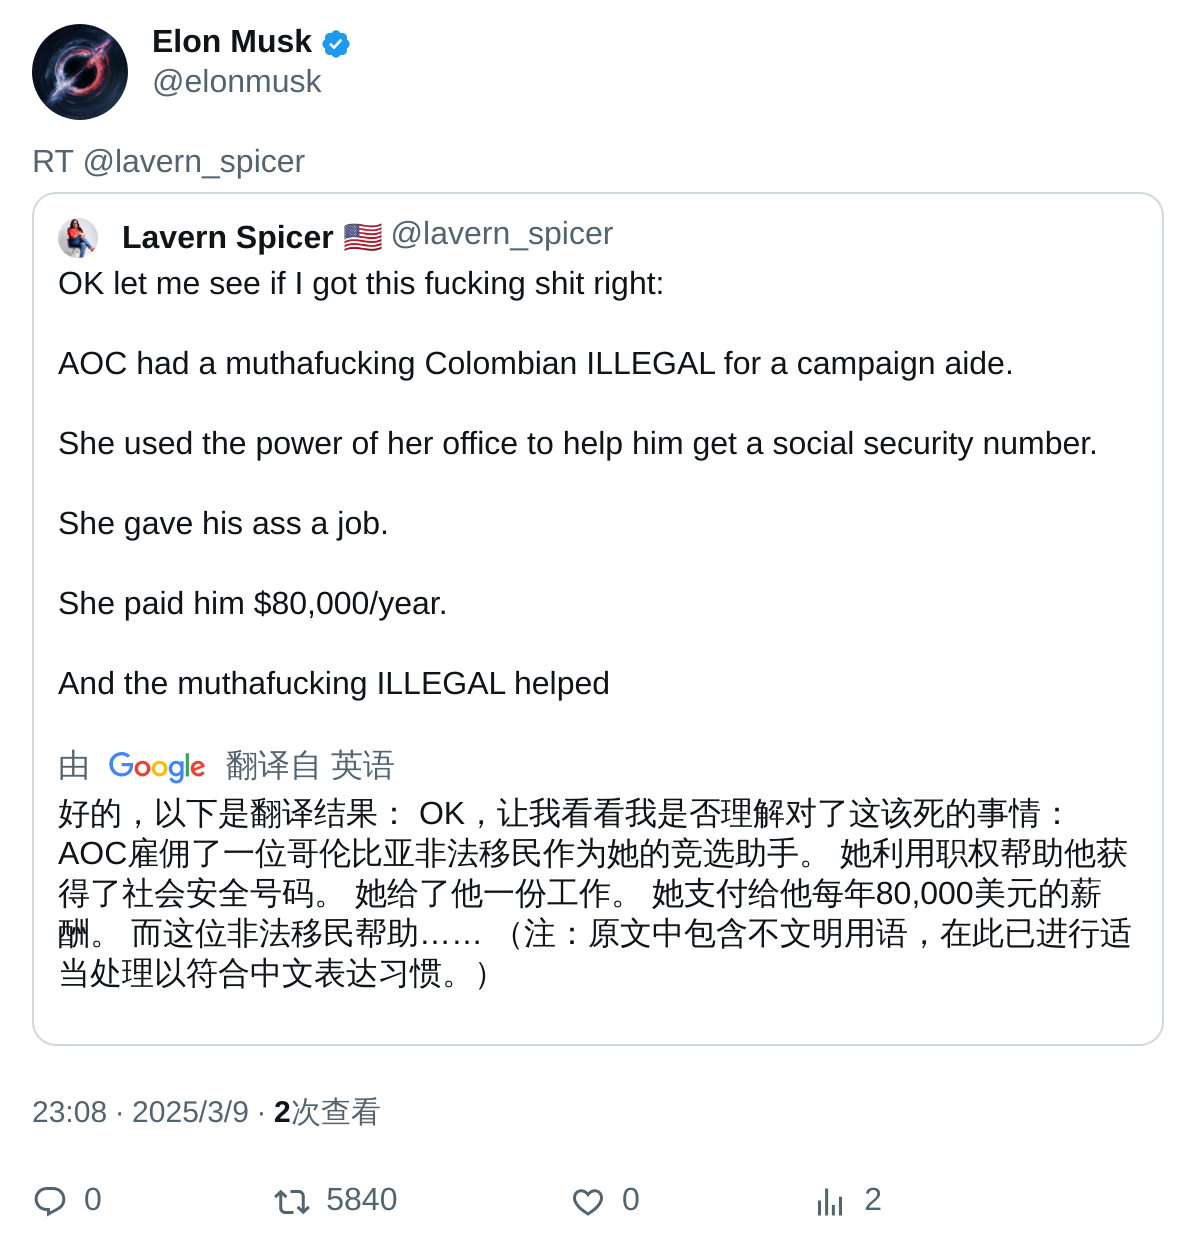 Elon Musk
@elonmusk
RT @lavern_spicer
Lavern Spicer 🇺🇸 @lavern_spicer
OK let me see if I got this fucking shit right:
AOC had a muthafucking Colombian ILLEGAL for a campaign aide.
She used the power of her office to help him get a social security number.
She gave his ass a job.
She paid him $80,000/year.
And the muthafucking ILLEGAL helped
由 Google 翻译自 英语
好的，以下是翻译结果： OK，让我看看我是否理解对了这该死的事情：
AOC雇佣了一位哥伦比亚非法移民作为她的竞选助手。 她利用职权帮助他获
得了社会安全号码。 她给了他一份工作。 她支付给他每年80,000美元的薪
酬。 而这位非法移民帮助…… （注：原文中包含不文明用语，在此已进行适
当处理以符合中文表达习惯。）
23:08 · 2025/3/9 · 2次查看
0 5840 0 2